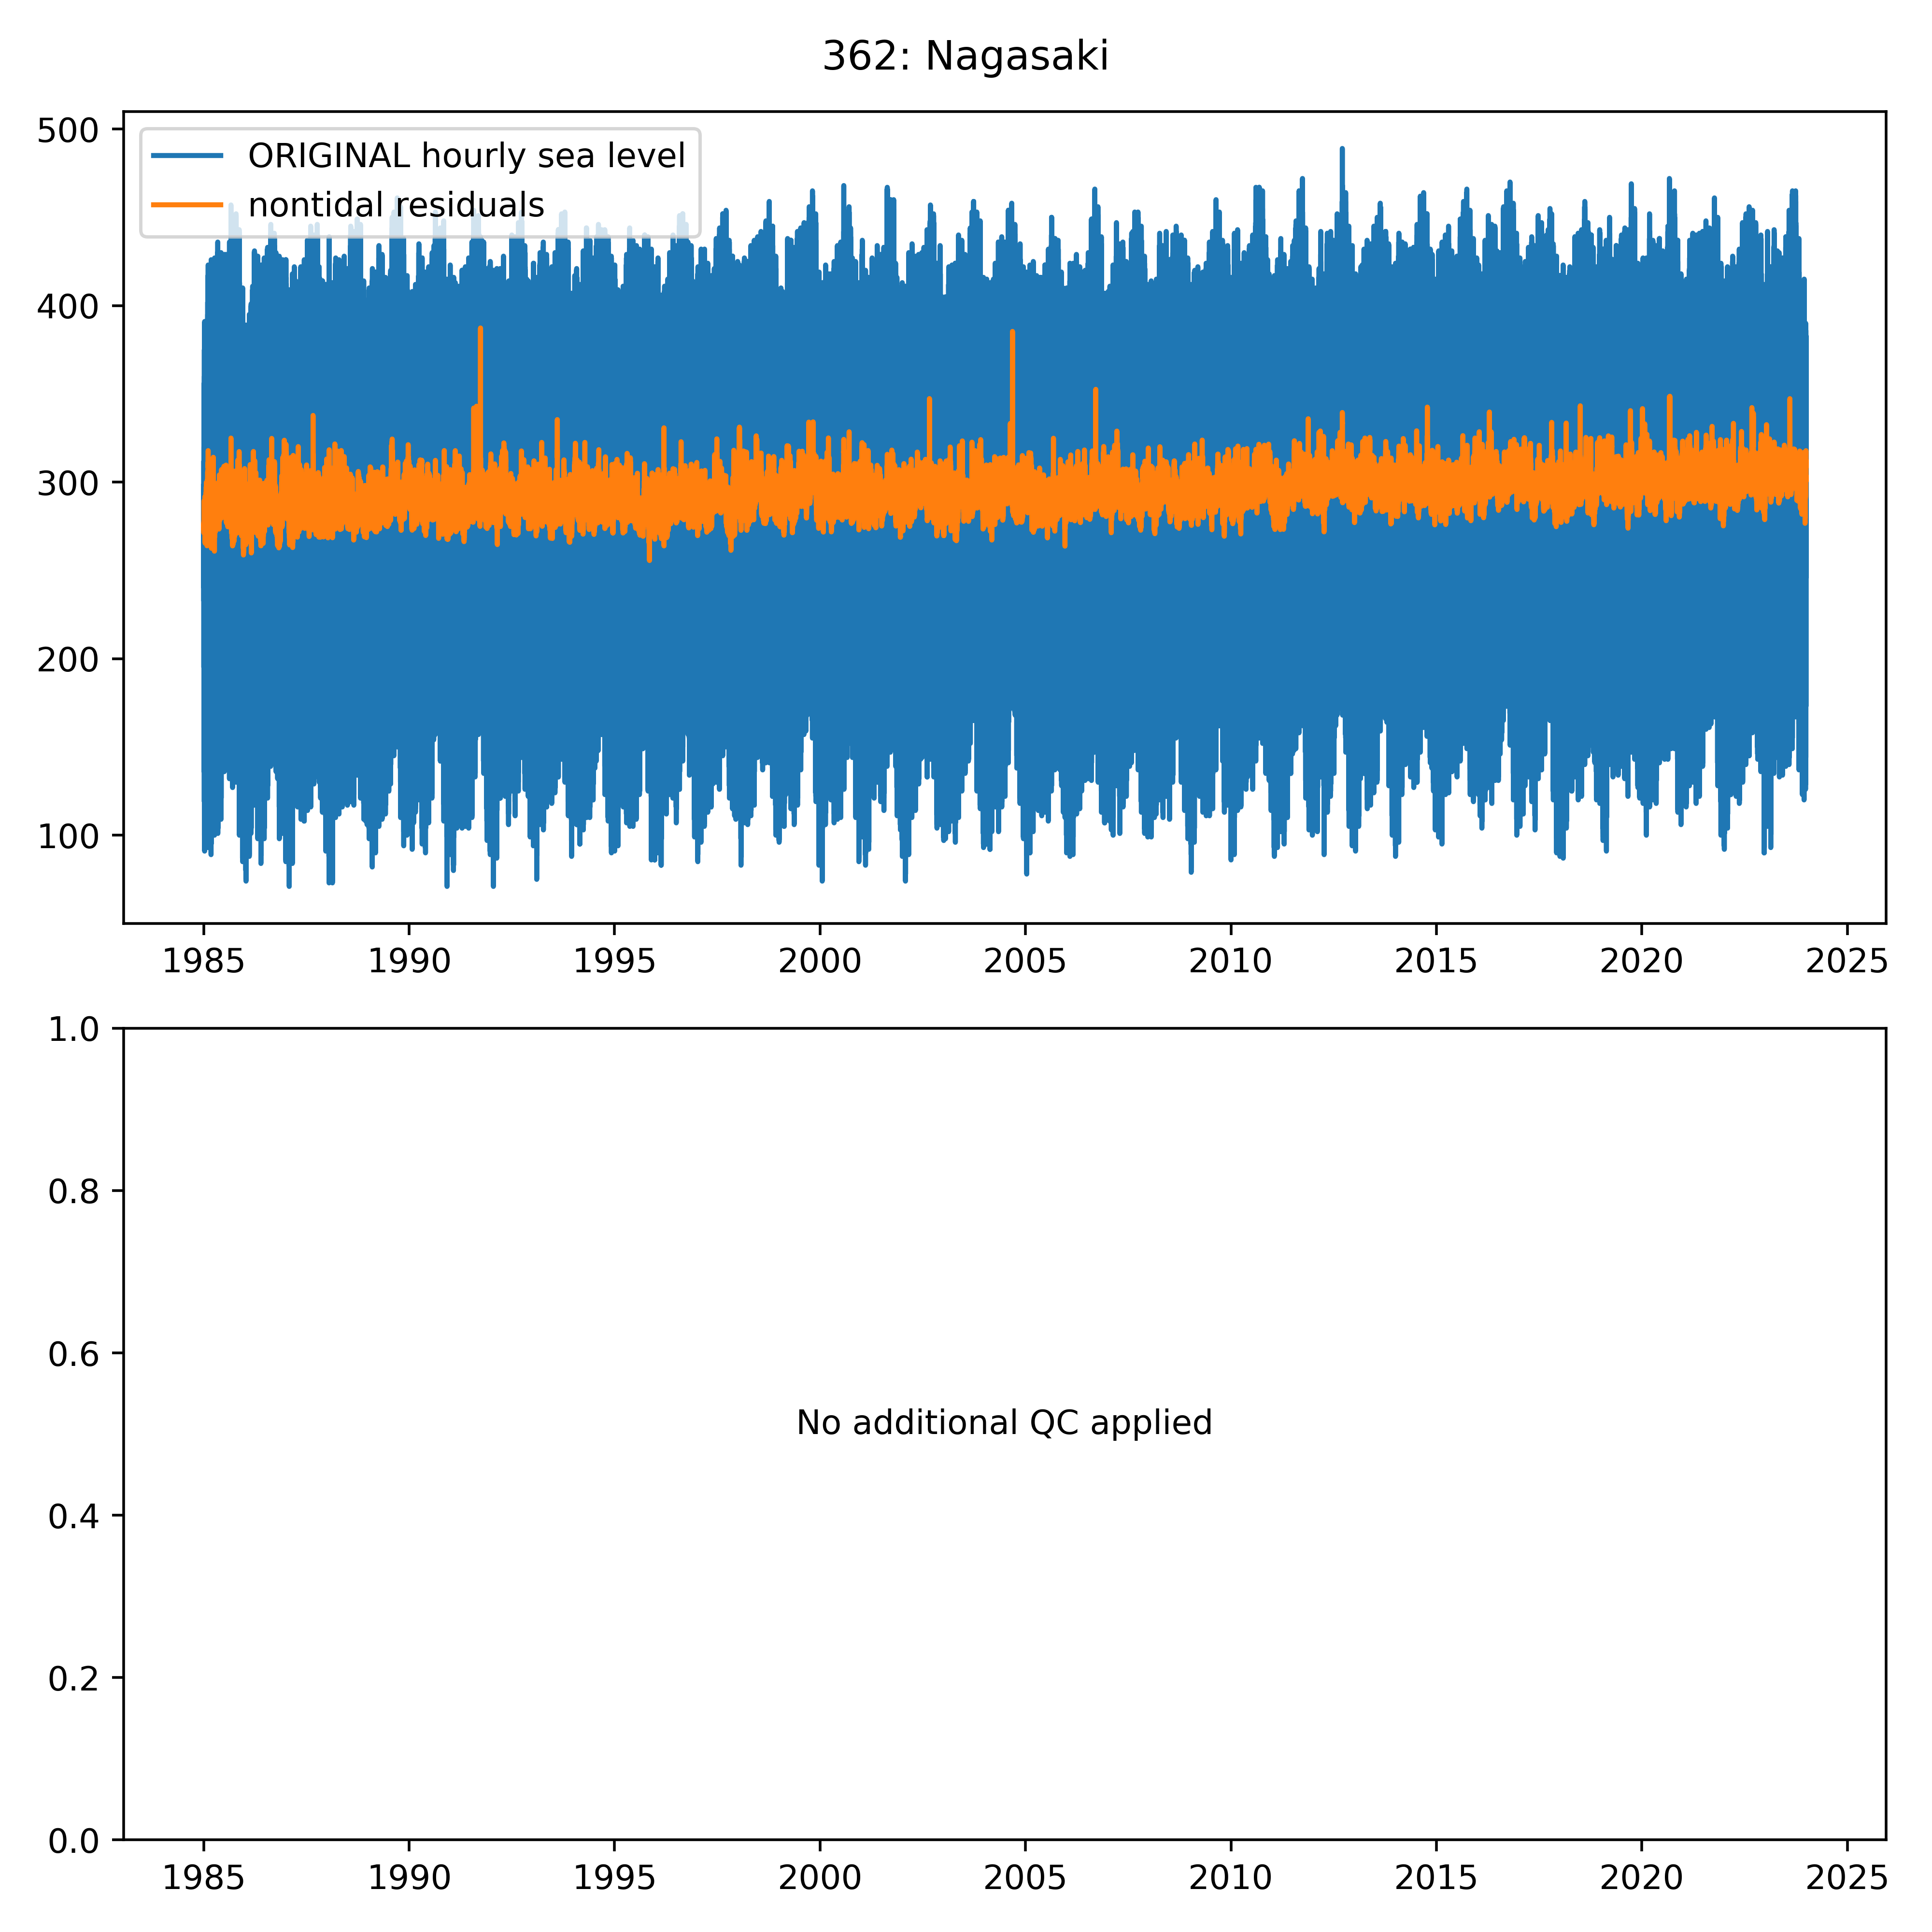 362: Nagasaki
500
400
300
200
100
ORIGINAL hourly sea level
nontidal residuals
1985 1990 1995 2000 2005 2010 2015 2020 2025
1.0
0.8
0.6
0.4
0.2
0.0
No additional QC applied
1985 1990 1995 2000 2005 2010 2015 2020 2025